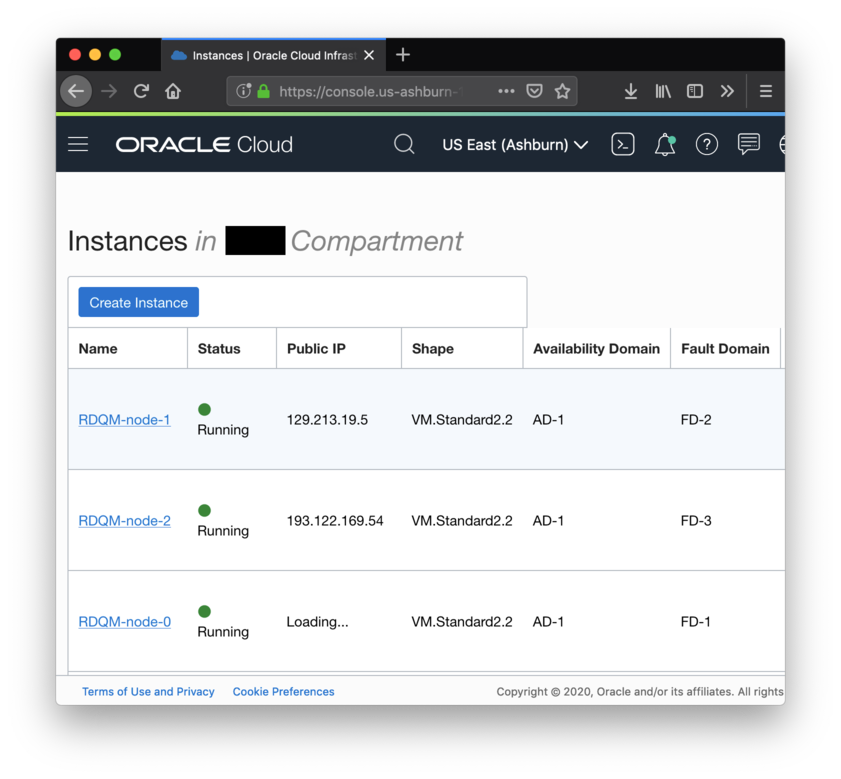 Instances | Oracle Cloud Infrast
https://console.us-ashburn-
ORACLE Cloud
US East (Ashburn)
Instances in Compartment
Create Instance
Name Status Public IP Shape Availability Domain Fault Domain
RDQM-node-1 Running 129.213.19.5 VM.Standard2.2 AD-1 FD-2
RDQM-node-2 Running 193.122.169.54 VM.Standard2.2 AD-1 FD-3
RDQM-node-0 Running Loading... VM.Standard2.2 AD-1 FD-1
Terms of Use and Privacy Cookie Preferences Copyright © 2020, Oracle and/or its affiliates. All rights